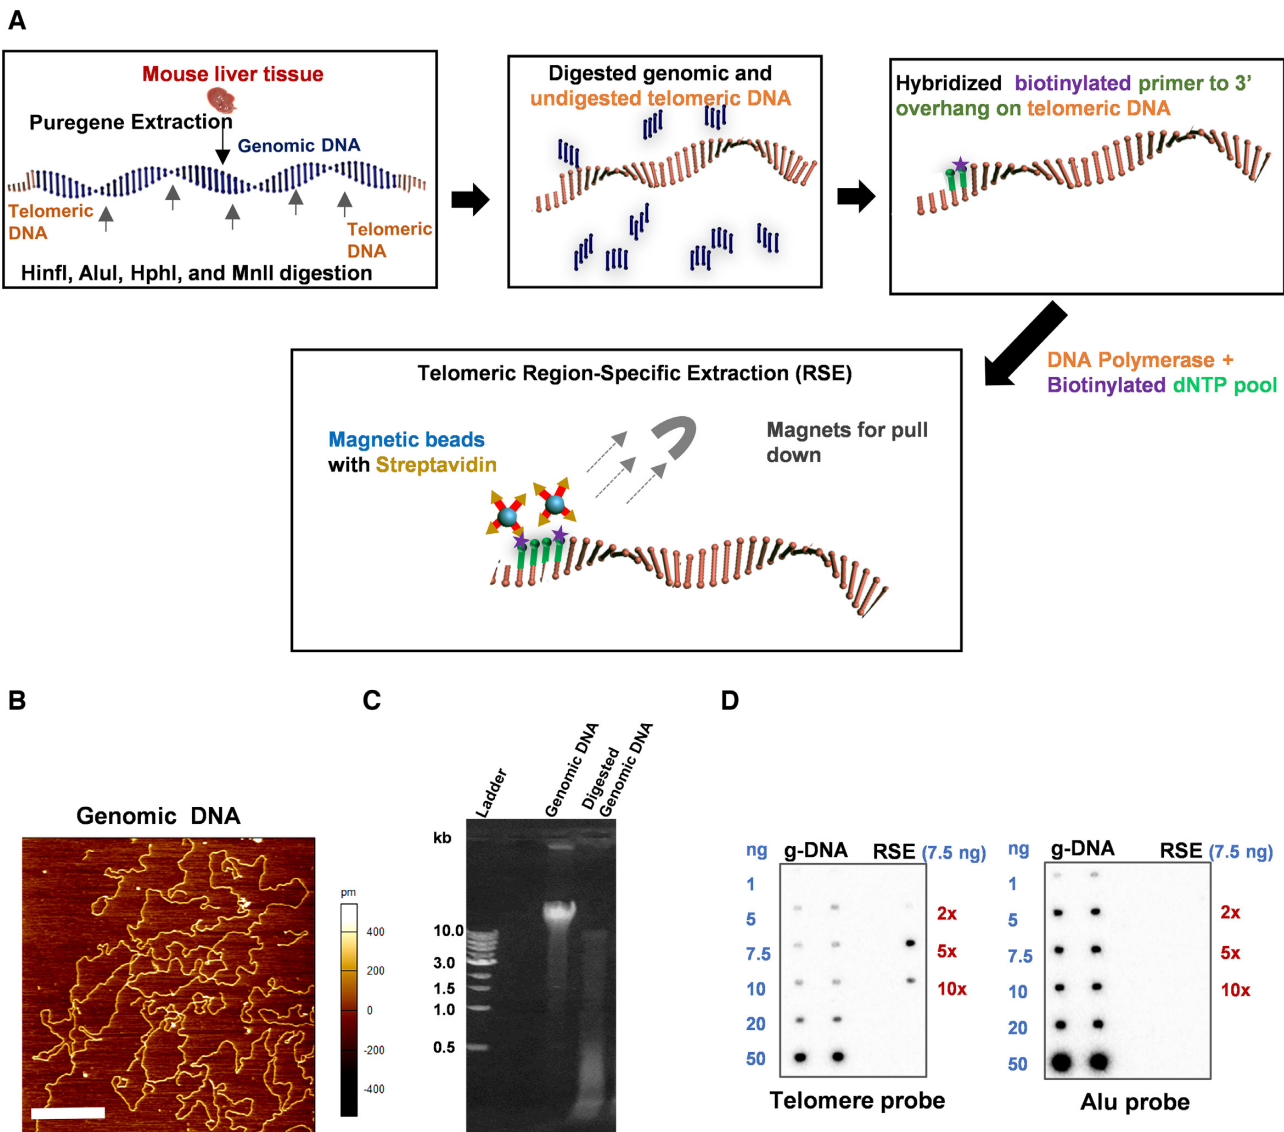 A
Mouse liver tissue
Puregene Extraction
Genomic DNA
Telomeric
DNA
Telomeric
DNA
HinfI, AluI, HphI, and MnlI digestion
Digested genomic and
undigested telomeric DNA
Hybridized biotinylated primer to 3’
overhang on telomeric DNA
DNA Polymerase +
Biotinylated dNTP pool
Telomeric Region-Specific Extraction (RSE)
Magnetic beads
with Streptavidin
Magnets for pull
down
B
Genomic DNA
pm
400
200
0
-200
-400
C
Ladder
Genomic DNA
Digested
Genomic DNA
kb
10.0
3.0
1.5
1.0
0.5
D
ng g-DNA RSE (7.5 ng)
1
5
7.5
10
20
50
2x
5x
10x
Telomere probe
ng g-DNA RSE (7.5 ng)
1
5
7.5
10
20
50
2x
5x
10x
Alu probe